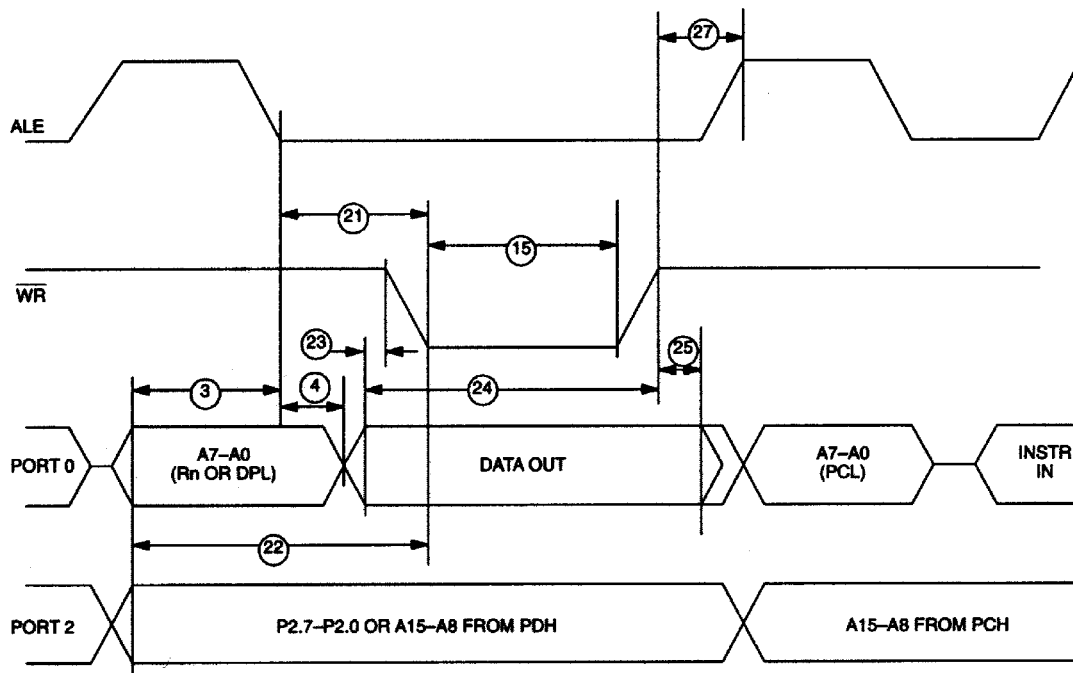 27
ALE
21
15
WR
23
25
3
4
24
PORT 0
A7–A0
(Rn OR DPL)
DATA OUT
A7–A0
(PCL)
INSTR
IN
22
PORT 2
P2.7–P2.0 OR A15–A8 FROM PDH
A15–A8 FROM PCH